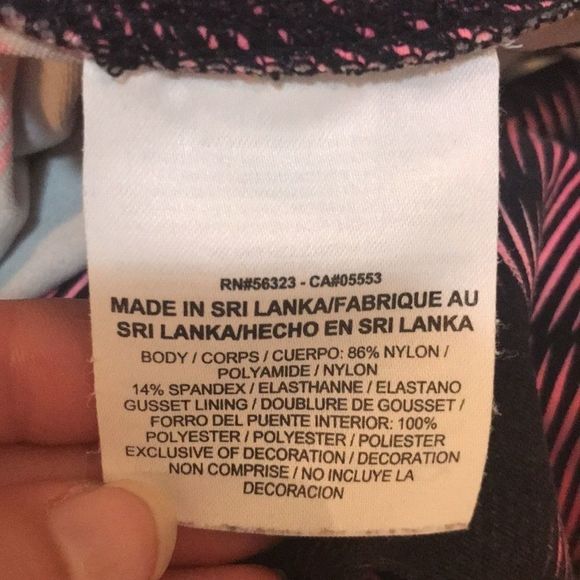 RN#56323 - CA#05553
MADE IN SRI LANKA/FABRIQUE AU
SRI LANKA/HECHO EN SRI LANKA
BODY / CORPS / CUERPO: 86% NYLON /
POLYAMIDE / NYLON
14% SPANDEX / ELASTHANNE / ELASTANO
GUSSET LINING / DOUBLURE DE GOUSSET /
FORRO DEL PUENTE INTERIOR: 100%
POLYESTER / POLYESTER / POLIESTER
EXCLUSIVE OF DECORATION / DECORATION
NON COMPRISE / NO INCLUYE LA
DECORACION